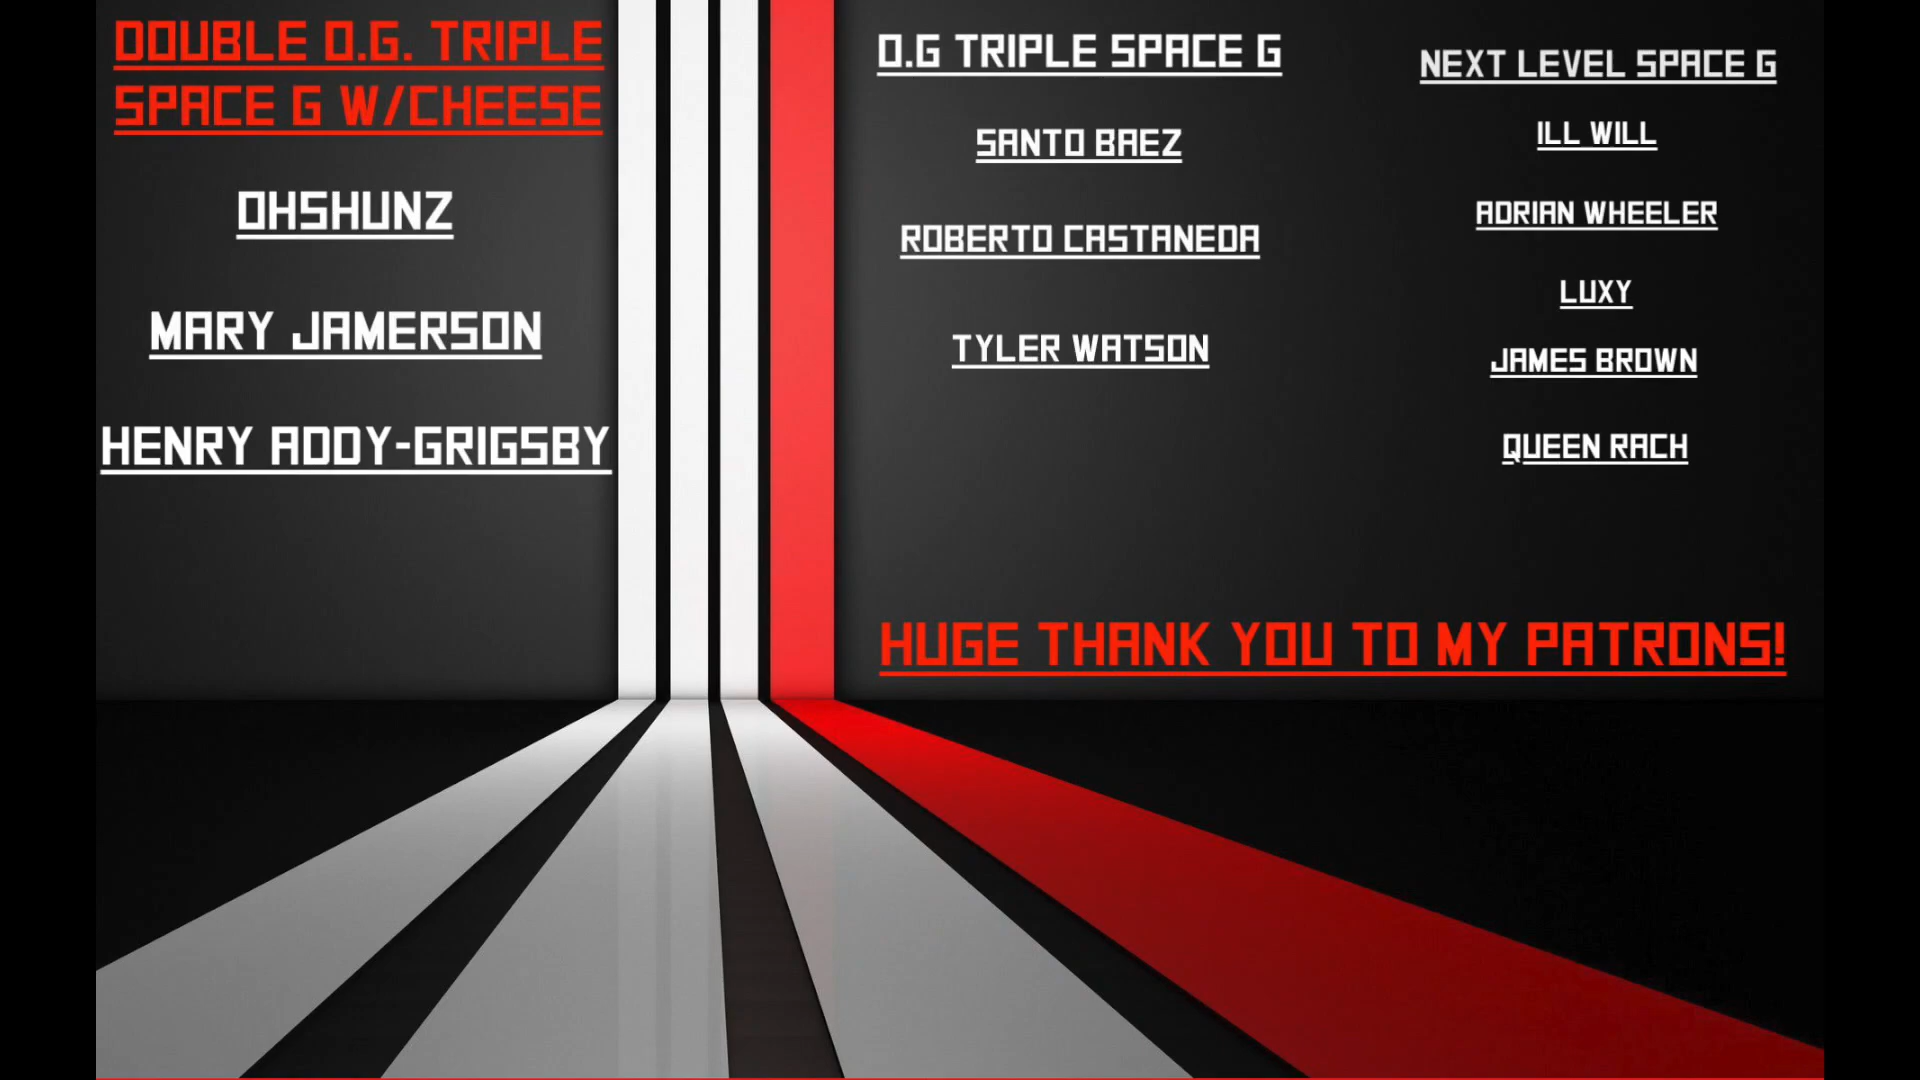 DOUBLE O.G. TRIPLE
SPACE G W/CHEESE
OHSHUNZ
MARY JAMERSON
HENRY ADDY-GRIGSBY
O.G TRIPLE SPACE G
SANTO BAEZ
ROBERTO CASTANEDA
TYLER WATSON
NEXT LEVEL SPACE G
ILL WILL
ADRIAN WHEELER
LUXY
JAMES BROWN
QUEEN RACH
HUGE THANK YOU TO MY PATRONS!